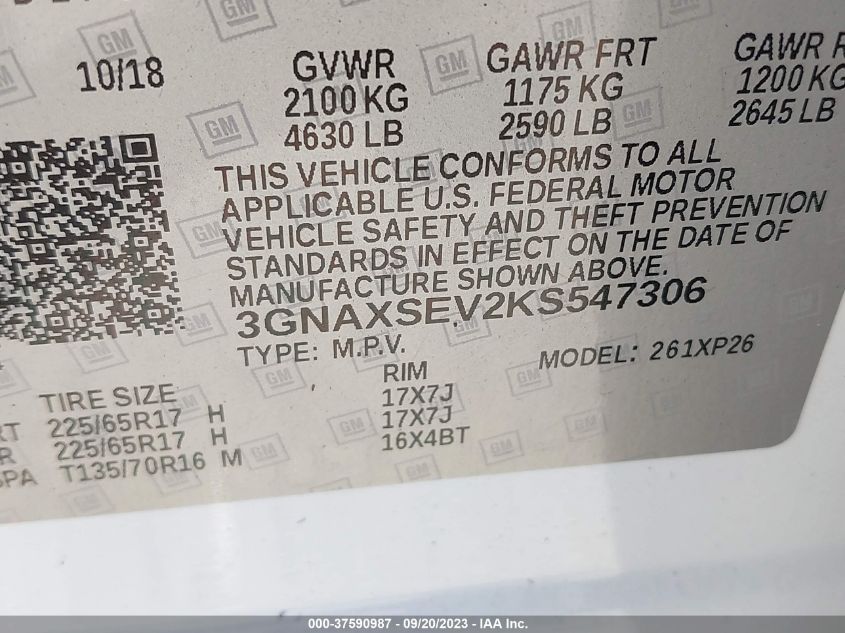 10/18 GVWR GAWR FRT GAWR R
2100 KG 1175 KG 1200 KG
4630 LB 2590 LB 2645 LB
THIS VEHICLE CONFORMS TO ALL
APPLICABLE U.S. FEDERAL MOTOR
VEHICLE SAFETY AND THEFT PREVENTION
STANDARDS IN EFFECT ON THE DATE OF
MANUFACTURE SHOWN ABOVE.
3GNAXSEV2KS547306
TYPE: M.P.V. MODEL: 261XP26
TIRE SIZE RIM
RT 225/65R17 H 17X7J
R 225/65R17 H 17X7J
SPA T135/70R16 M 16X4BT
000-37590987 - 09/20/2023 - IAA Inc.